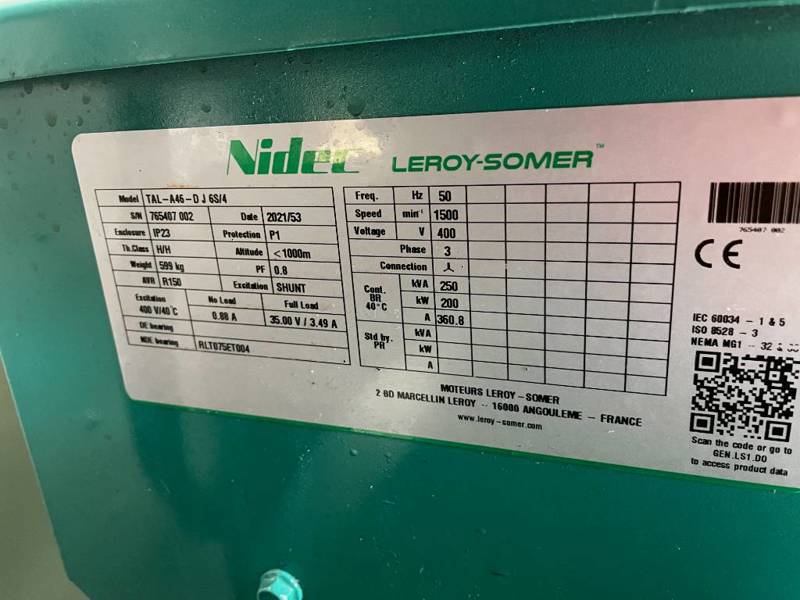 Nidec LEROY-SOMER™
Model TAL-A46-D J 6S/4
S/N 765407 002 Date 2021/53
Enclosure IP23 Protection P1
Th.Class H/H Altitude <1000m
Weight 599 kg PF 0.8
AVR R150 Excitation SHUNT
Excitation No Load Full Load
400 V/40°C 0.88 A 35.00 V / 3.49 A
DE bearing
NDE bearing RLT075ET004
Freq. Hz 50
Speed min⁻¹ 1500
Voltage V 400
Phase 3
Connection
Cont. BR 40°C
kVA 250
kW 200
A 360.8
Std by. PR
kVA
kW
A
MOTEURS LEROY-SOMER
2 BD MARCELLIN LEROY -- 16000 ANGOULEME - FRANCE
www.leroy-somer.com
765407 002
CE
IEC 60034 - 1 & 5
ISO 8528 - 3
NEMA MG1 - 32 &
Scan the code or go to
GEN.LS1.DO
to access product data